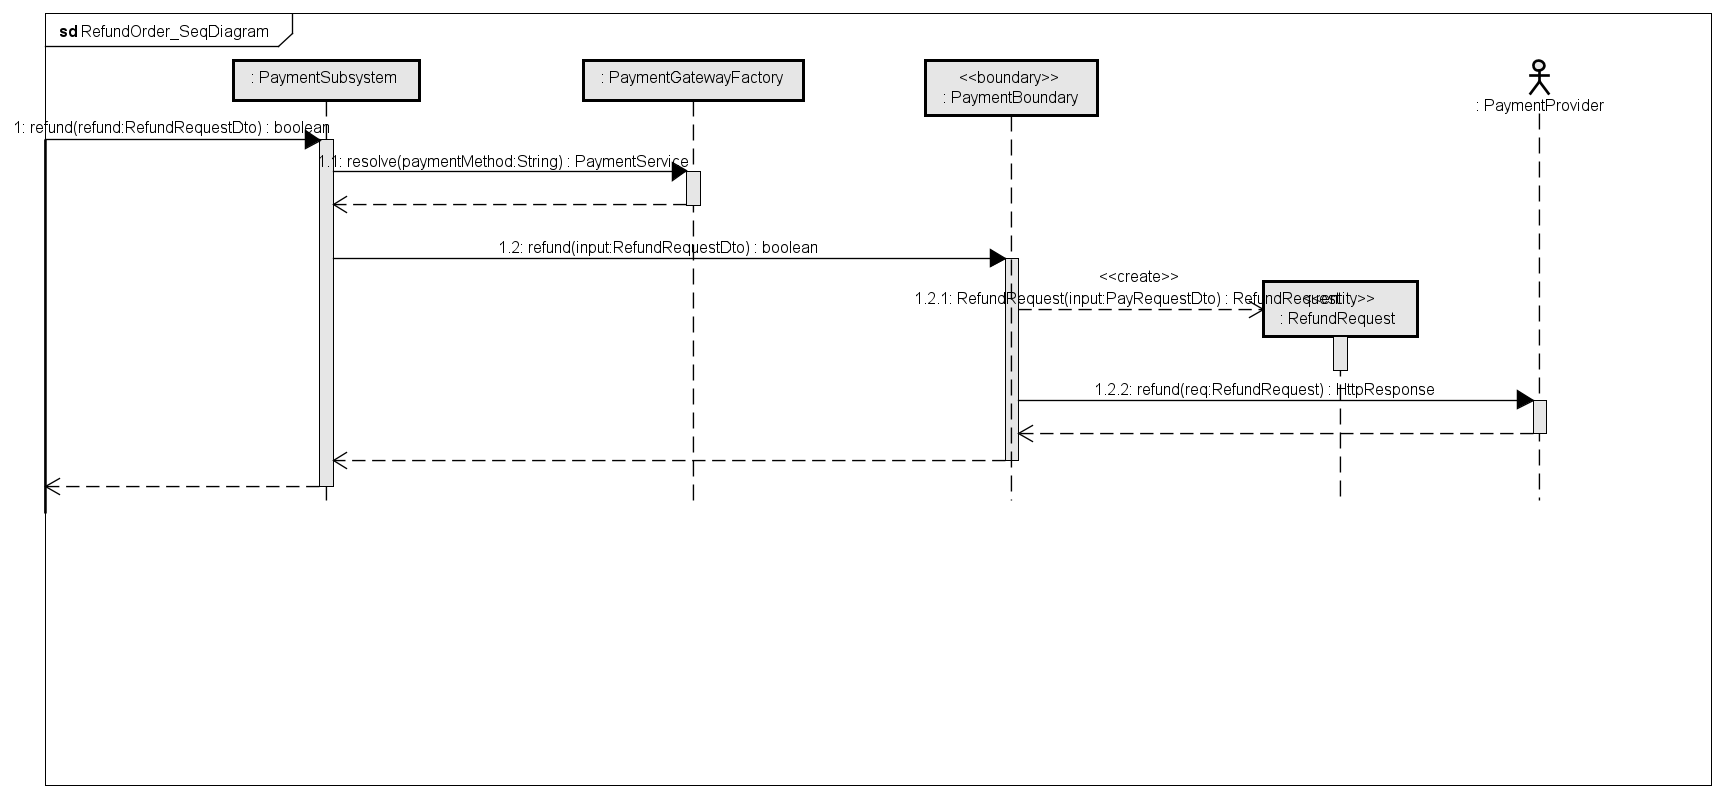 sd RefundOrder_SeqDiagram
: PaymentSubsystem
: PaymentGatewayFactory
<<boundary>>
: PaymentBoundary
: PaymentProvider
1: refund(refund:RefundRequestDto) : boolean
1.1: resolve(paymentMethod:String) : PaymentService
1.2: refund(input:RefundRequestDto) : boolean
<<create>>
1.2.1: RefundRequest(input:PayRequestDto) : RefundRequest
<<entity>>
: RefundRequest
1.2.2: refund(req:RefundRequest) : HttpResponse